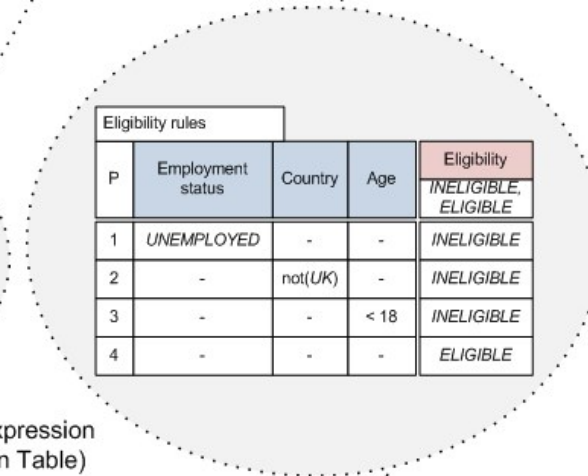 Eligibility rules
P Employment status Country Age Eligibility
INELIGIBLE, ELIGIBLE
1 UNEMPLOYED - - INELIGIBLE
2 - not(UK) - INELIGIBLE
3 - - < 18 INELIGIBLE
4 - - - ELIGIBLE
Table)